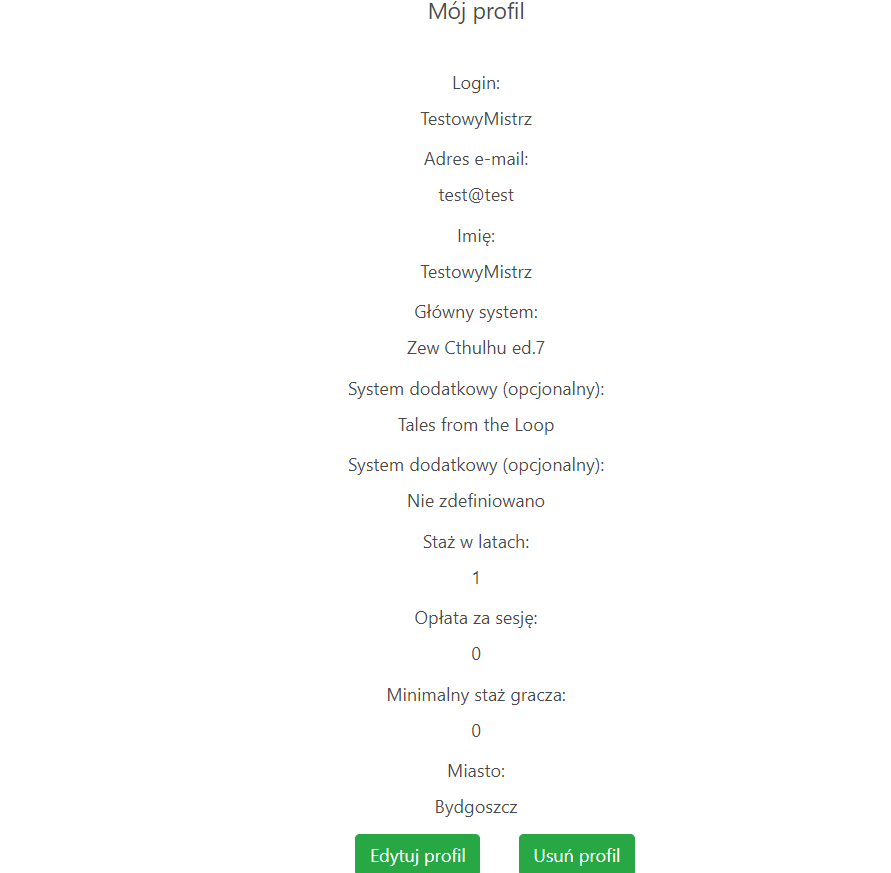 Mój profil
Login:
TestowyMistrz
Adres e-mail:
test@test
Imię:
TestowyMistrz
Główny system:
Zew Cthulhu ed.7
System dodatkowy (opcjonalny):
Tales from the Loop
System dodatkowy (opcjonalny):
Nie zdefiniowano
Staż w latach:
1
Opłata za sesję:
0
Minimalny staż gracza:
0
Miasto:
Bydgoszcz
Edytuj profil Usuń profil